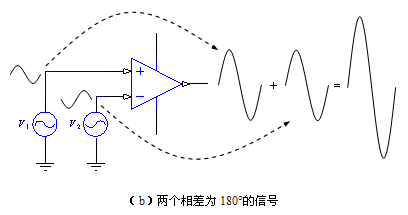 +
−
V1
V2
+ =
（b）两个相差为 180°的信号